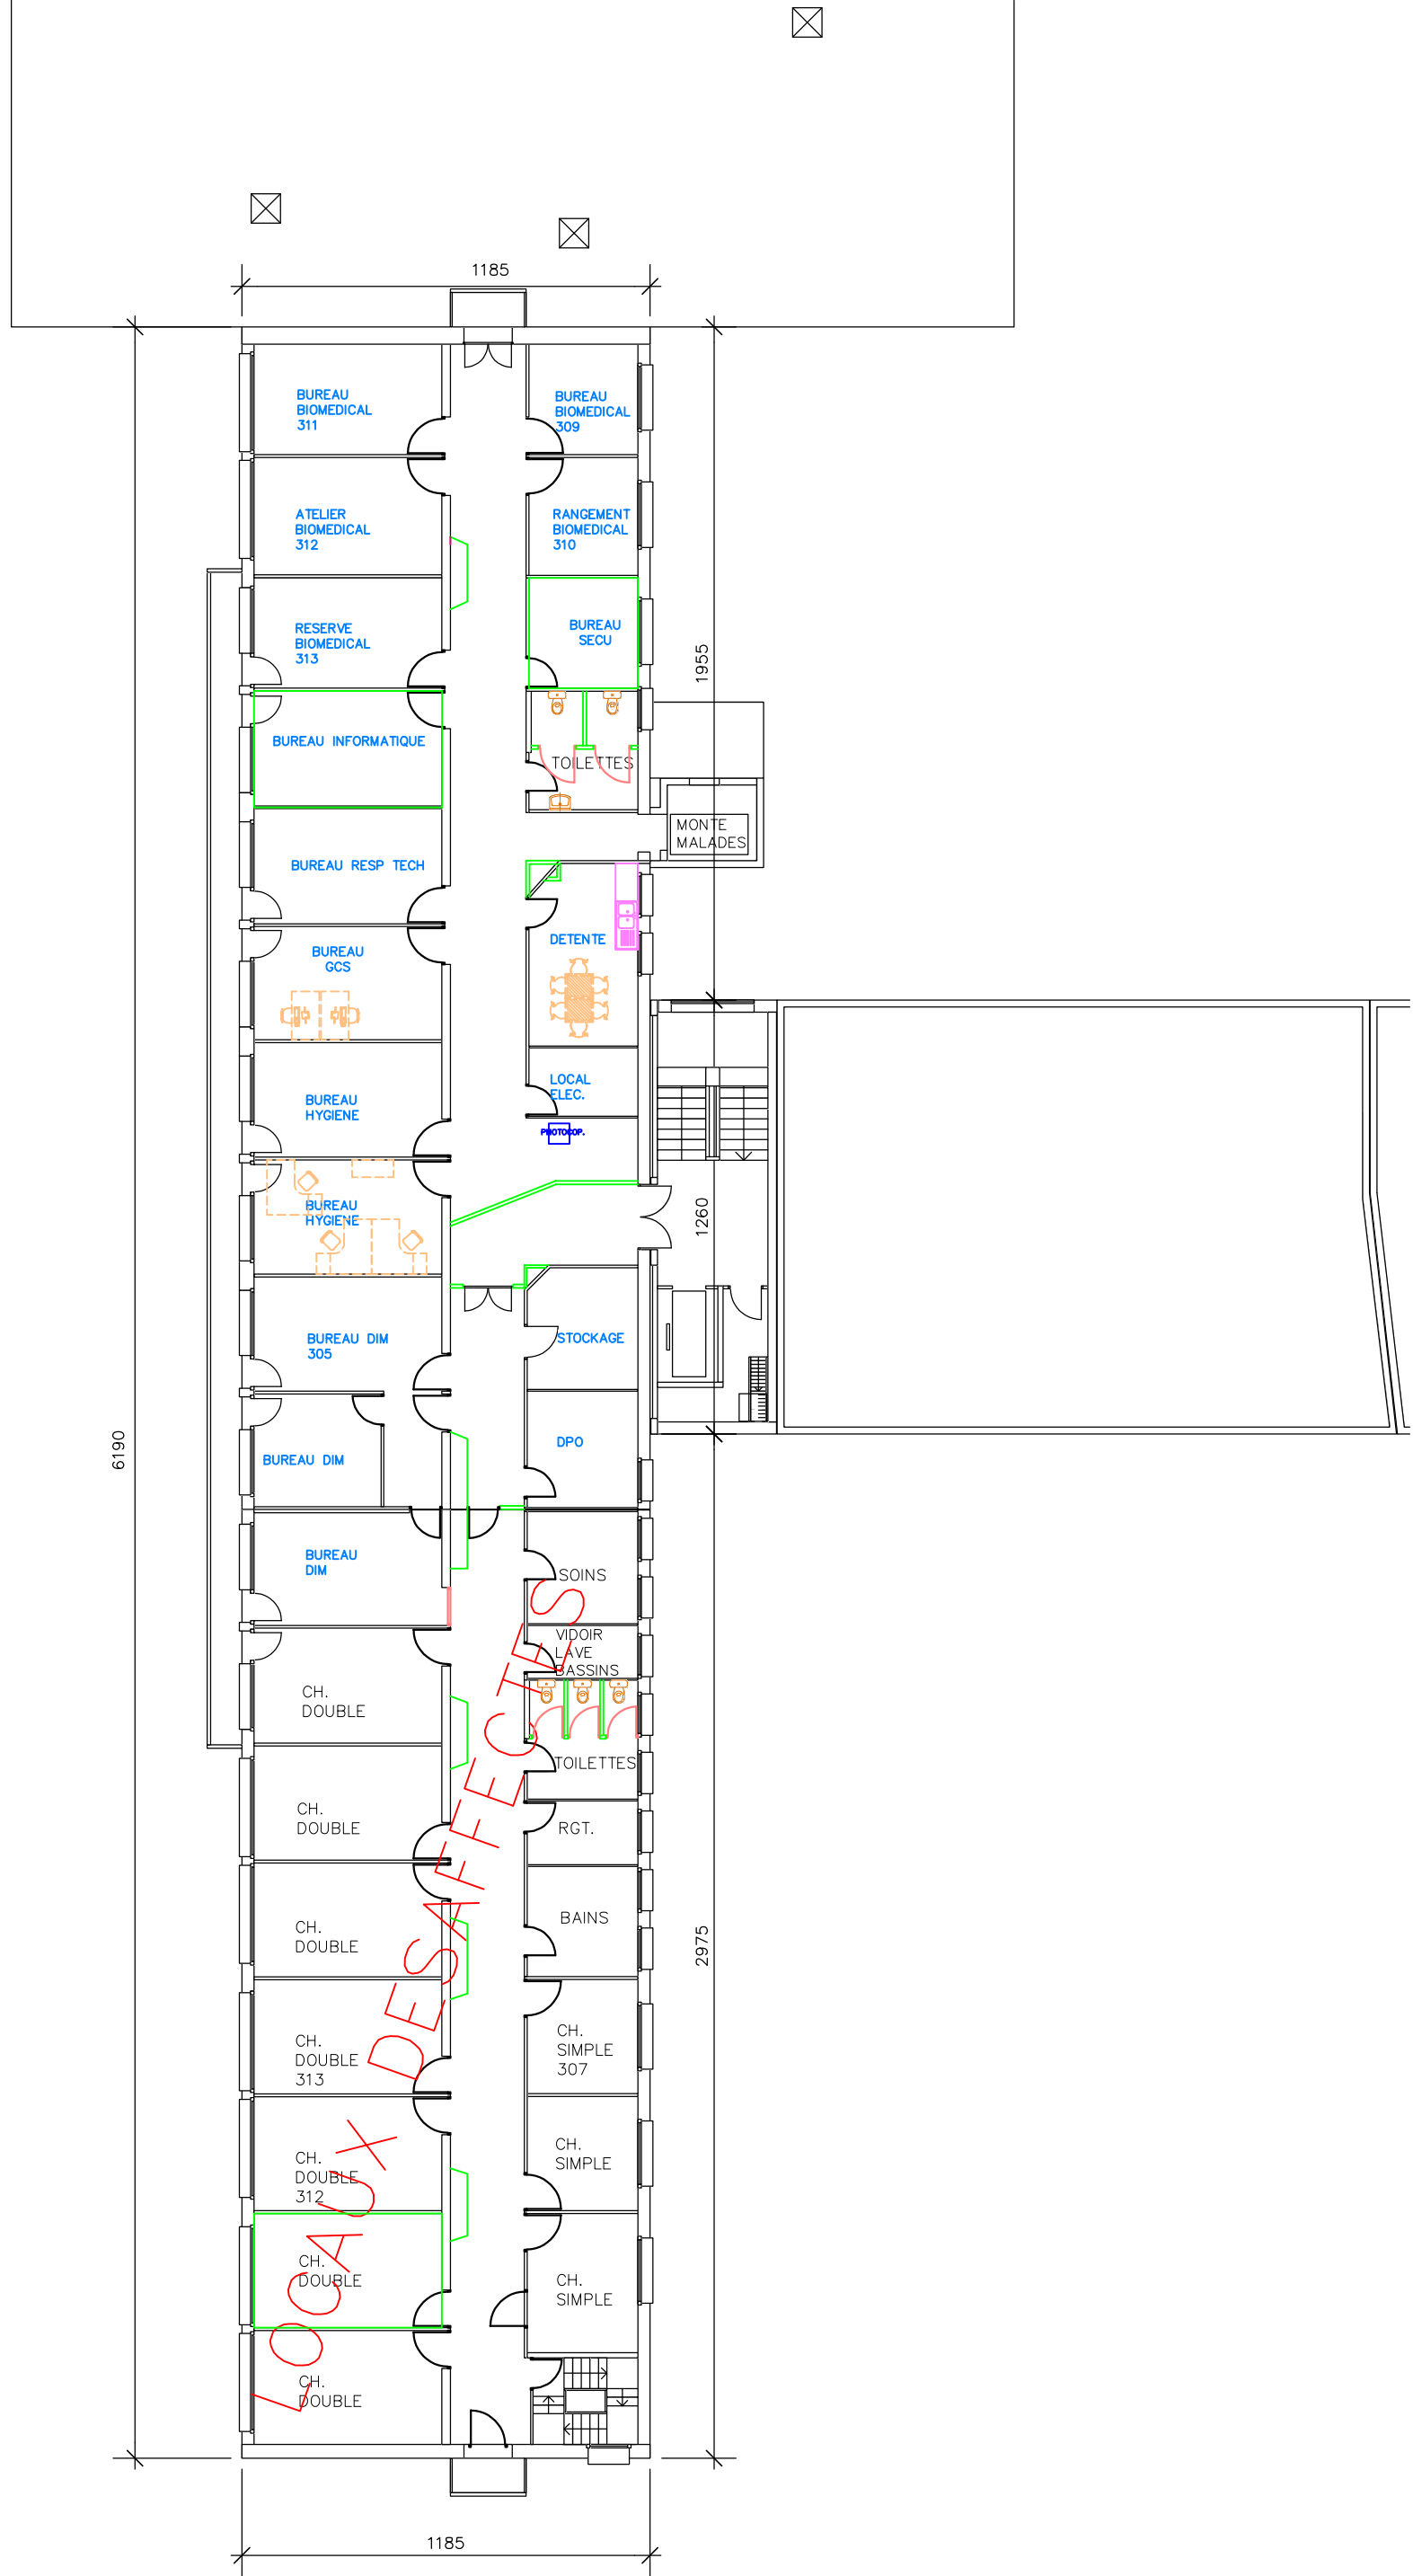 1185
BUREAU
BIOMEDICAL
311
BUREAU
BIOMEDICAL
309
ATELIER
BIOMEDICAL
312
RANGEMENT
BIOMEDICAL
310
RESERVE
BIOMEDICAL
313
BUREAU
SECU
1955
BUREAU INFORMATIQUE
TOILETTES
MONTE
MALADES
BUREAU RESP TECH
BUREAU
GCS
DETENTE
BUREAU
HYGIENE
LOCAL
ELEC.
PHOTOCOP.
BUREAU
HYGIENE
1260
BUREAU DIM
305
STOCKAGE
6190
BUREAU DIM
DPO
BUREAU
DIM
SOINS
VIDOIR
LAVE
BASSINS
CH.
DOUBLE
TOILETTES
CH.
DOUBLE
RGT.
CH.
DOUBLE
BAINS
2975
LOCAUX DESAFFECTES
CH.
DOUBLE
313
CH.
SIMPLE
307
CH.
DOUBLE
312
CH.
SIMPLE
CH.
DOUBLE
CH.
SIMPLE
CH.
DOUBLE
1185